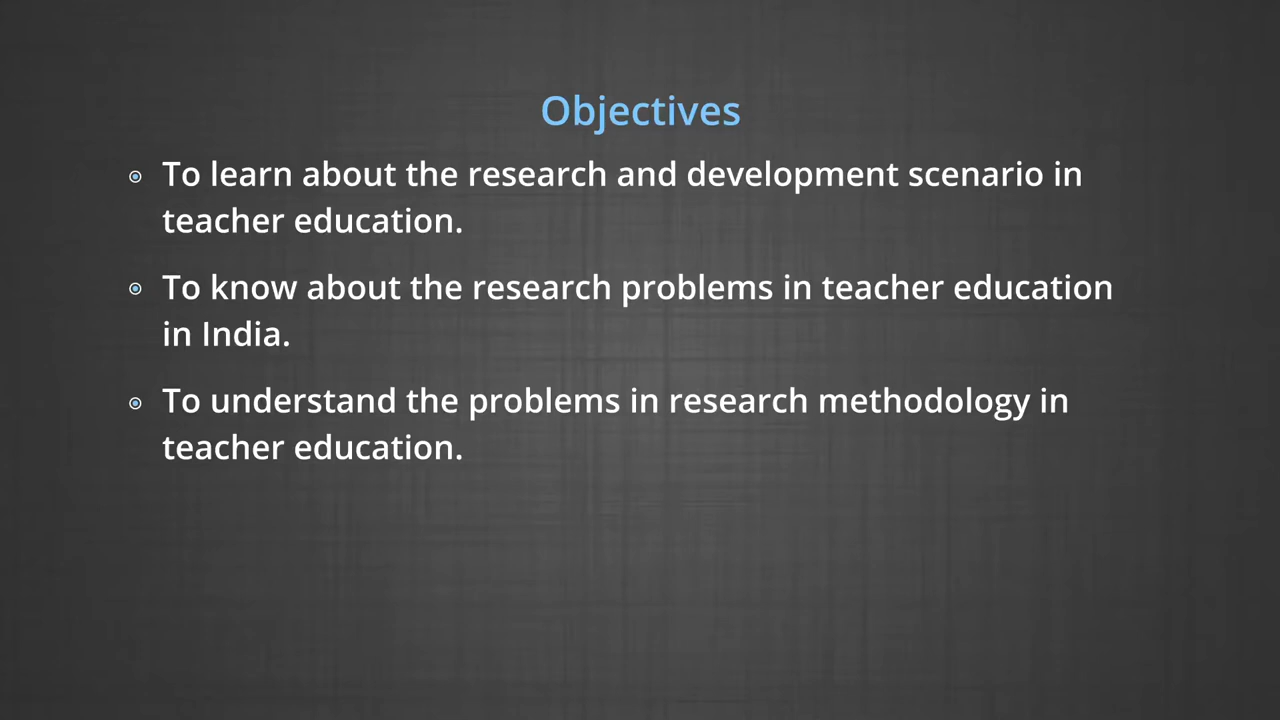 Objectives
To learn about the research and development scenario in
teacher education.
To know about the research problems in teacher education
in India.
To understand the problems in research methodology in
teacher education.